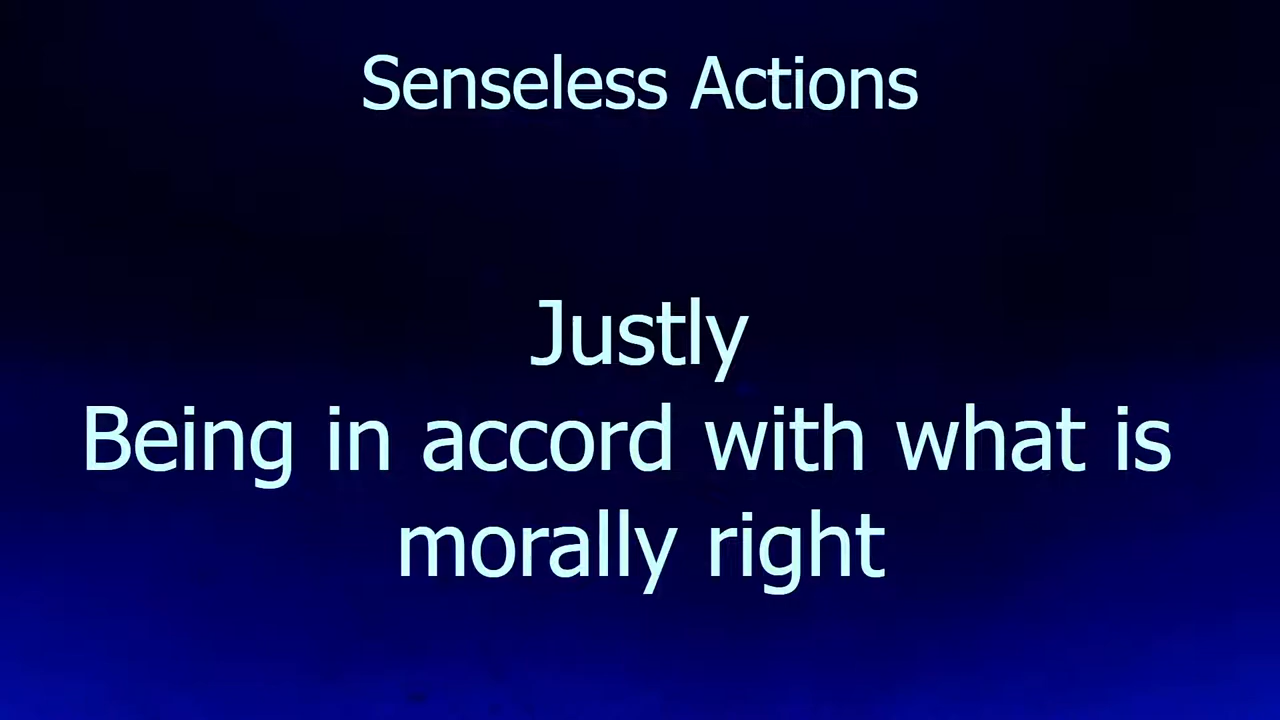 Senseless Actions
Justly
Being in accord with what is
morally right